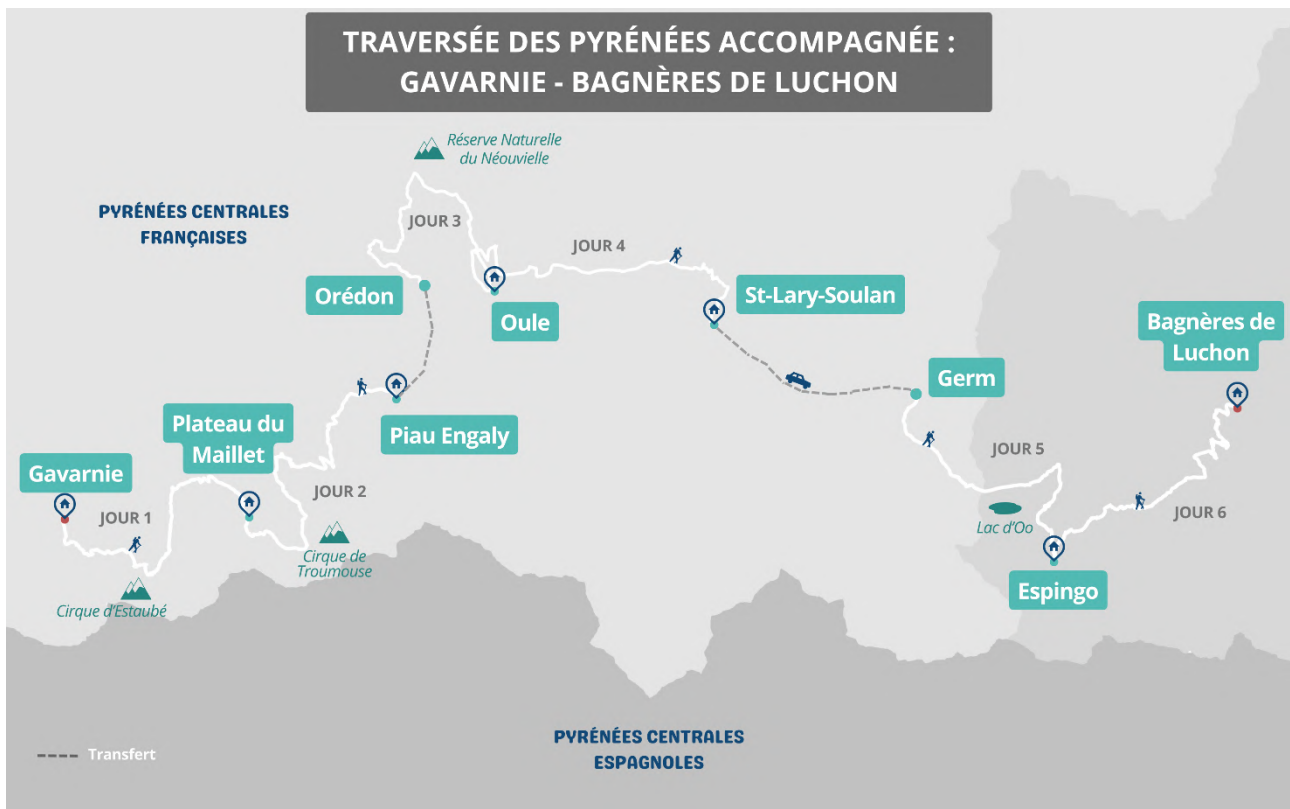 TRAVERSÉE DES PYRÉNÉES ACCOMPAGNÉE :
GAVARNIE - BAGNÈRES DE LUCHON
Réserve Naturelle
du Néouvielle
PYRÉNÉES CENTRALES
FRANÇAISES
JOUR 3
JOUR 4
Orédon
Oule
St-Lary-Soulan
Bagnères de
Luchon
Germ
Piau Engaly
Plateau du
Maillet
Gavarnie
JOUR 1
JOUR 2
JOUR 5
JOUR 6
Lac d'Oo
Cirque de
Troumouse
Cirque d'Estaubé
Espingo
PYRÉNÉES CENTRALES
ESPAGNOLES
Transfert